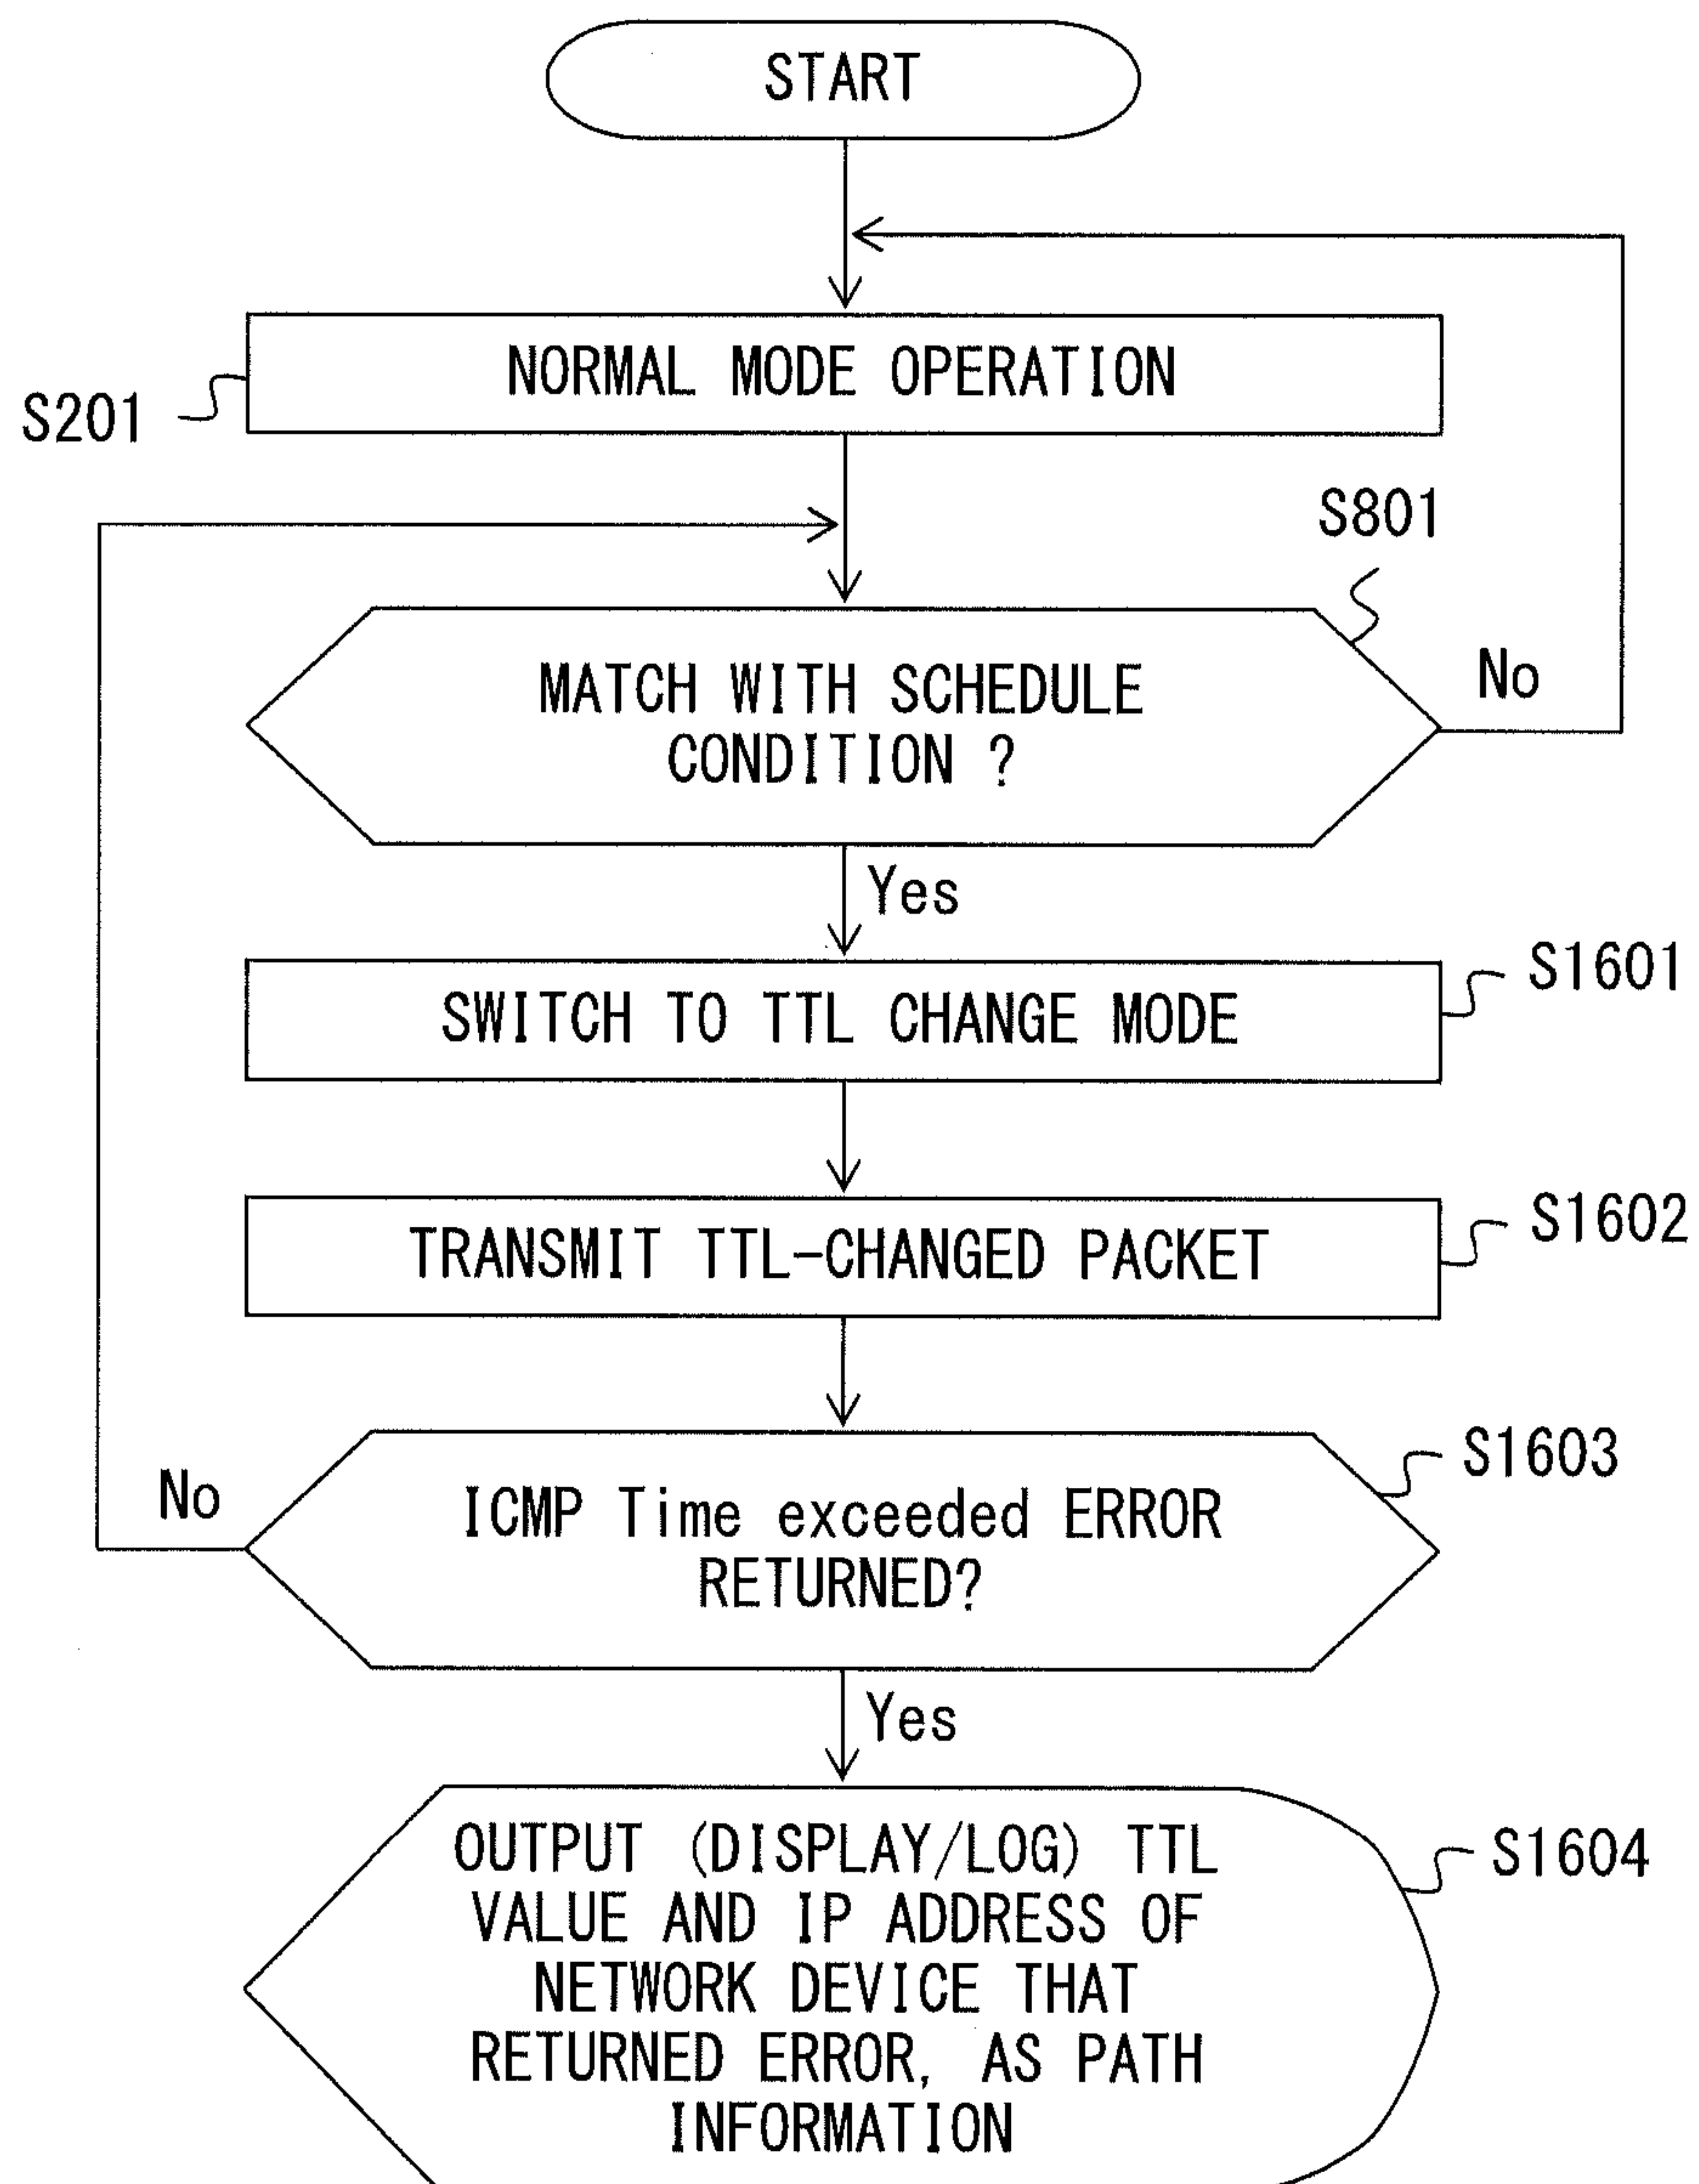 START
NORMAL MODE OPERATION
S201
S801
MATCH WITH SCHEDULE
CONDITION ?
No
Yes
S1601
SWITCH TO TTL CHANGE MODE
S1602
TRANSMIT TTL-CHANGED PACKET
S1603
No
ICMP Time exceeded ERROR
RETURNED?
Yes
OUTPUT (DISPLAY/LOG) TTL
S1604
VALUE AND IP ADDRESS OF
NETWORK DEVICE THAT
RETURNED ERROR, AS PATH
INFORMATION